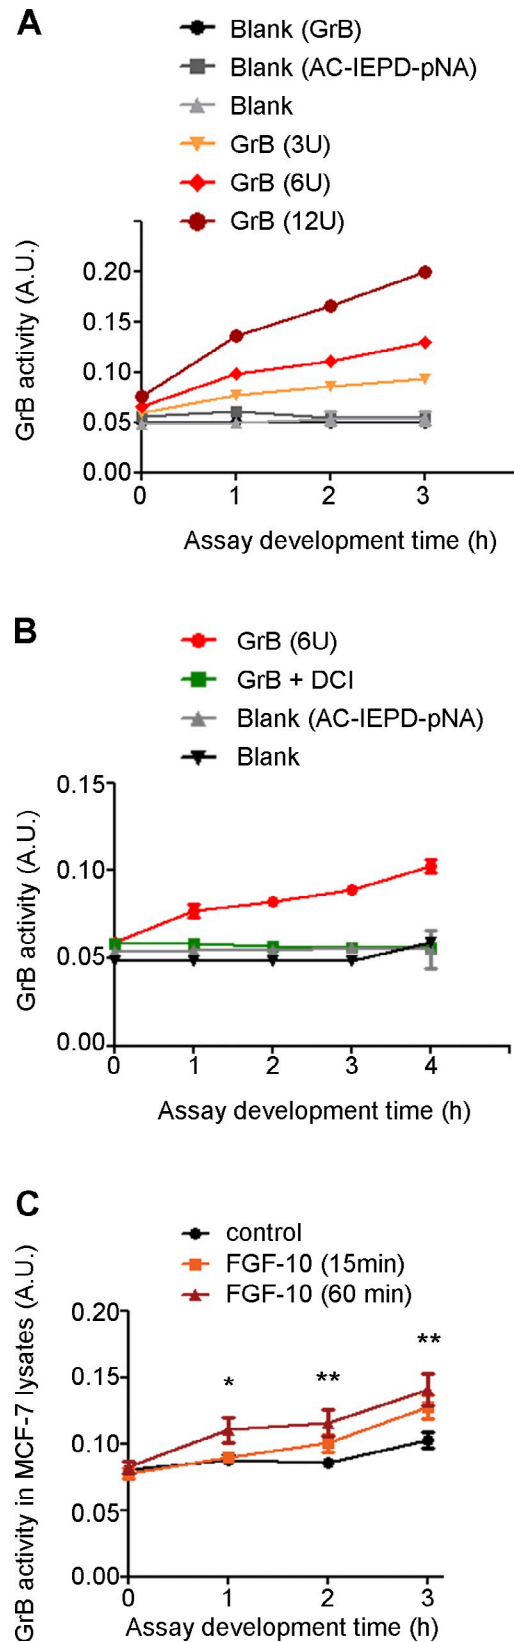 A
Blank (GrB)
Blank (AC-IEPD-pNA)
Blank
GrB (3U)
GrB (6U)
GrB (12U)
GrB activity (A.U.)
0.20
0.15
0.10
0.05
0.00
0 1 2 3
Assay development time (h)
B
GrB (6U)
GrB + DCI
Blank (AC-IEPD-pNA)
Blank
GrB activity (A.U.)
0.15
0.10
0.05
0.00
0 1 2 3 4
Assay development time (h)
C
control
FGF-10 (15min)
FGF-10 (60 min)
GrB activity in MCF-7 lysates (A.U.)
0.20
0.15
0.10
0.05
0.00
* ** **
0 1 2 3
Assay development time (h)